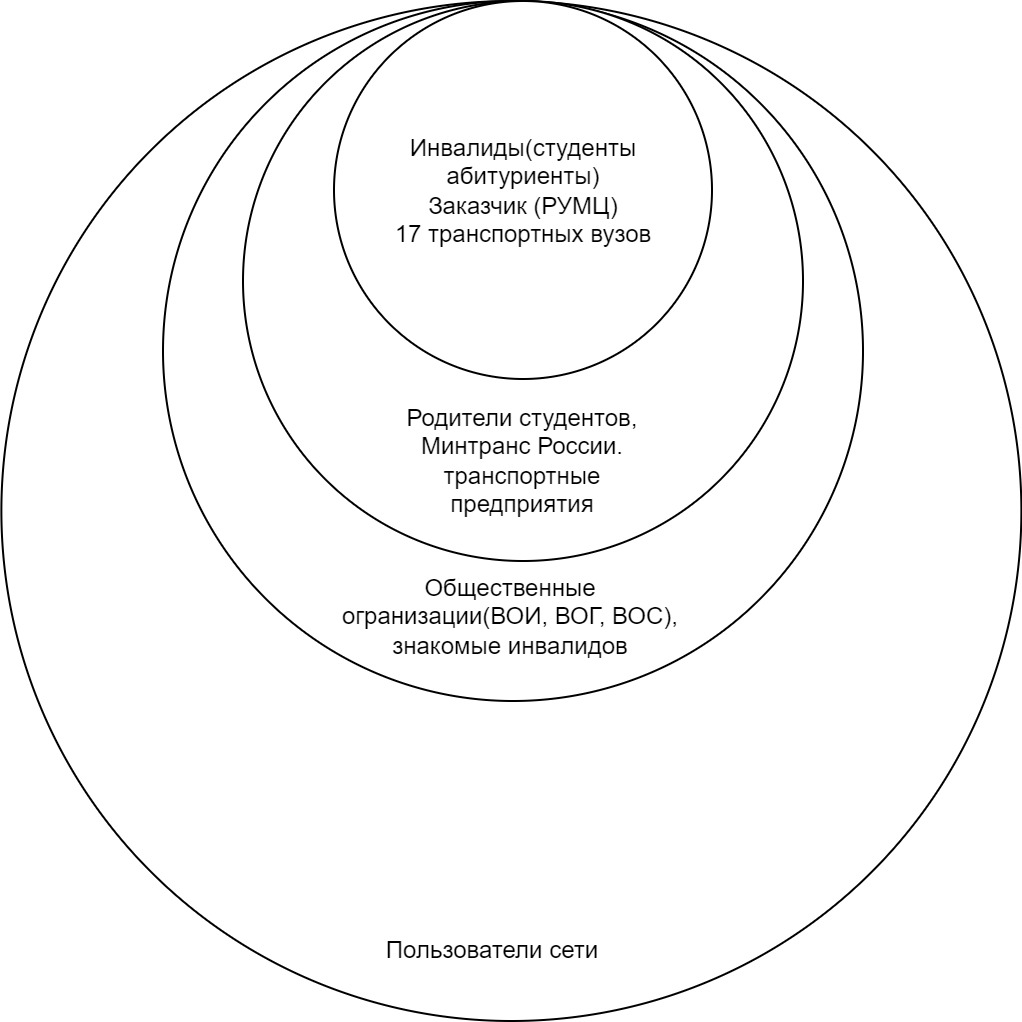 Инвалиды(студенты
абитуриенты)
Заказчик (РУМЦ)
17 транспортных вузов
Родители студентов,
Минтранс России.
транспортные
предприятия
Общественные
огранизации(ВОИ, ВОГ, ВОС),
знакомые инвалидов
Пользователи сети